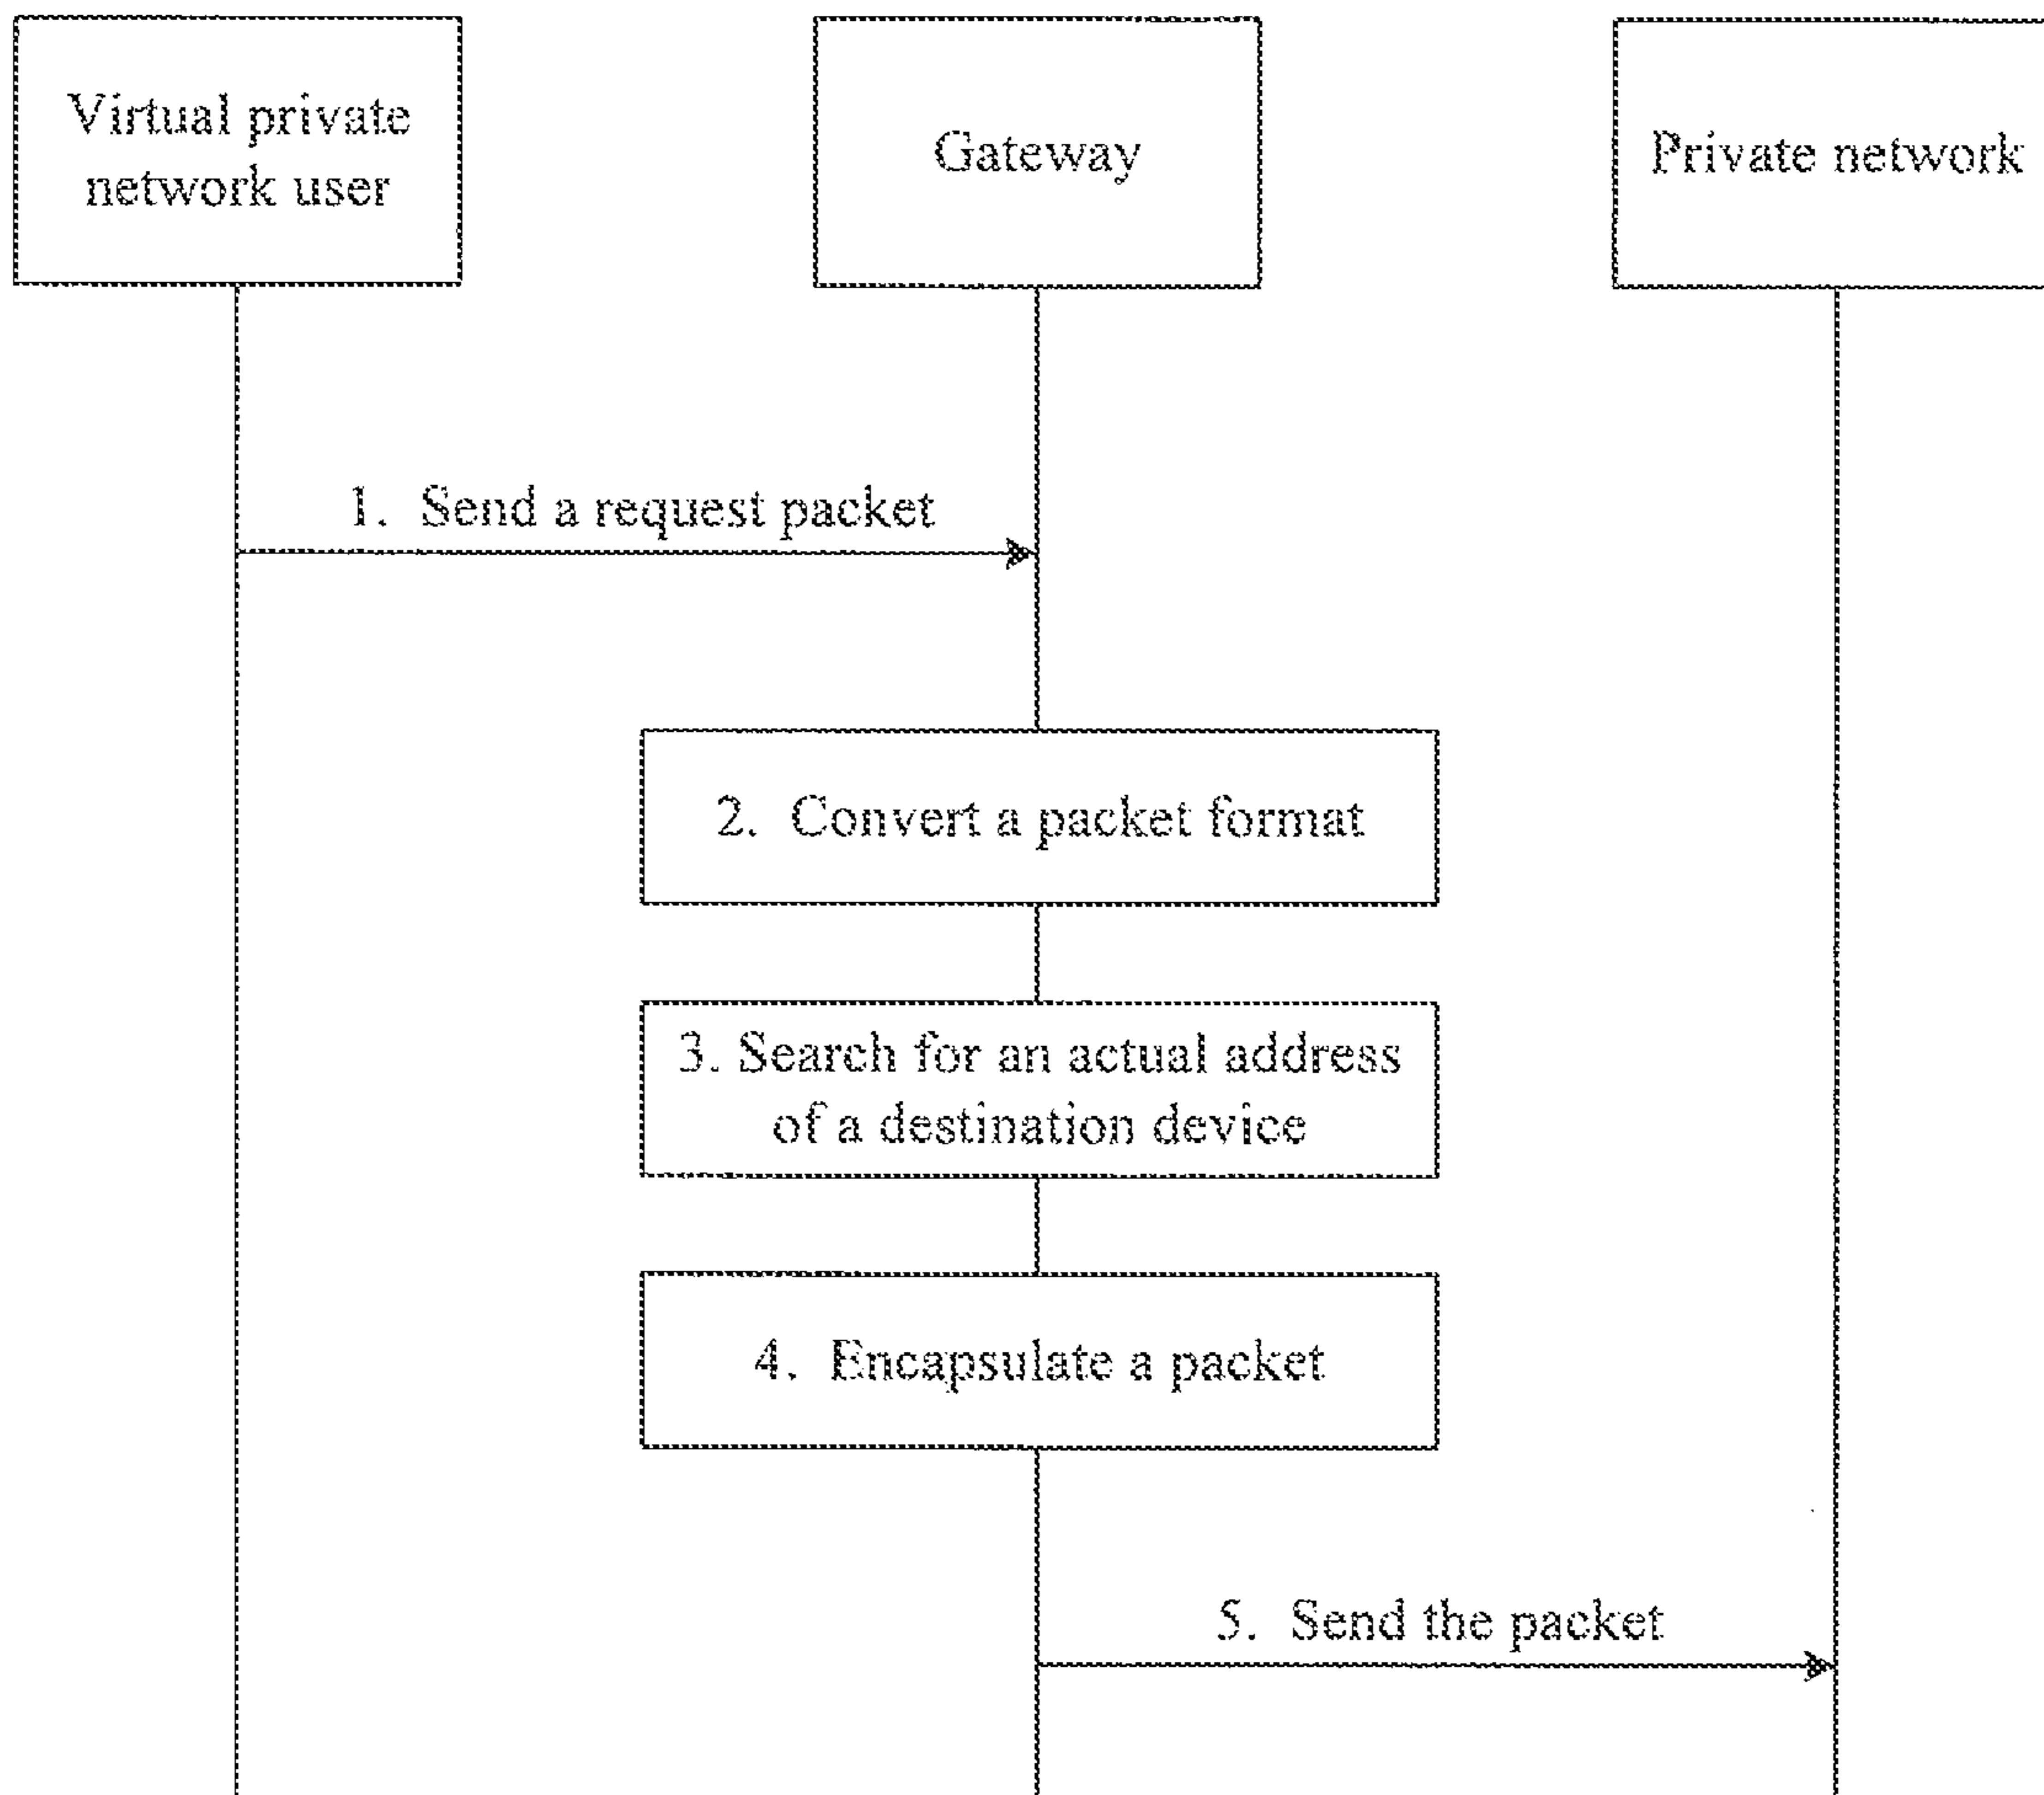 Virtual private
network user
Gateway
Private network
1. Send a request packet
2. Convert a packet format
3. Search for an actual address
of a destination device
4. Encapsulate a packet
5. Send the packet